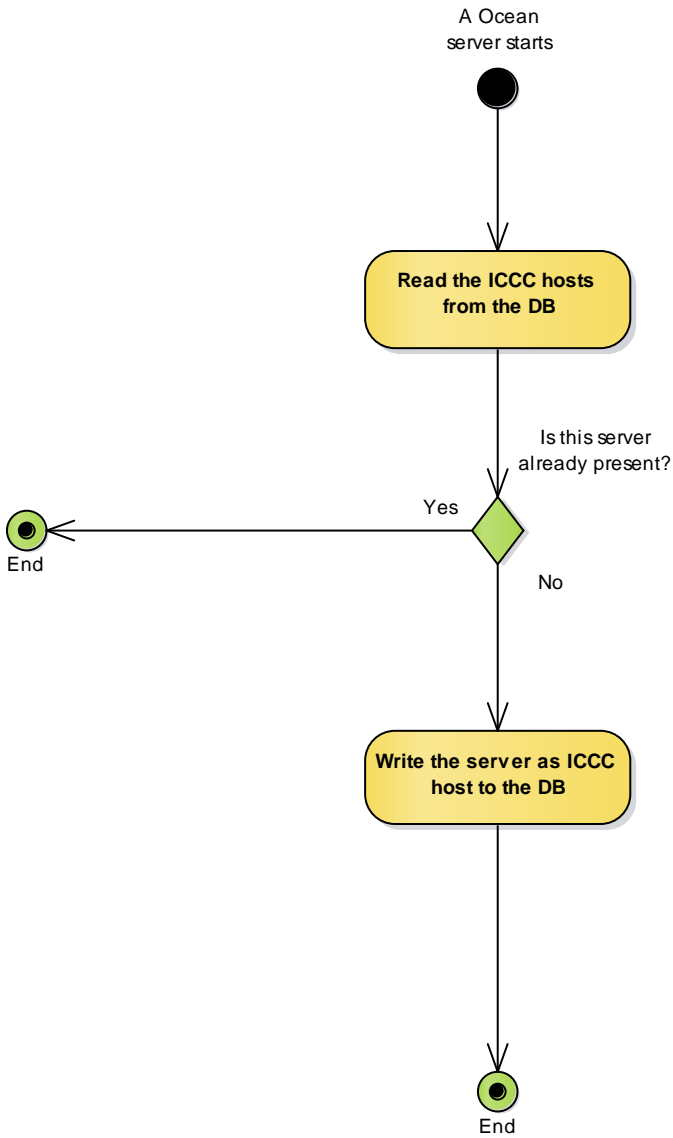 A Ocean
server starts
Read the ICCC hosts
from the DB
Is this server
already present?
Yes
End
No
Write the server as ICCC
host to the DB
End